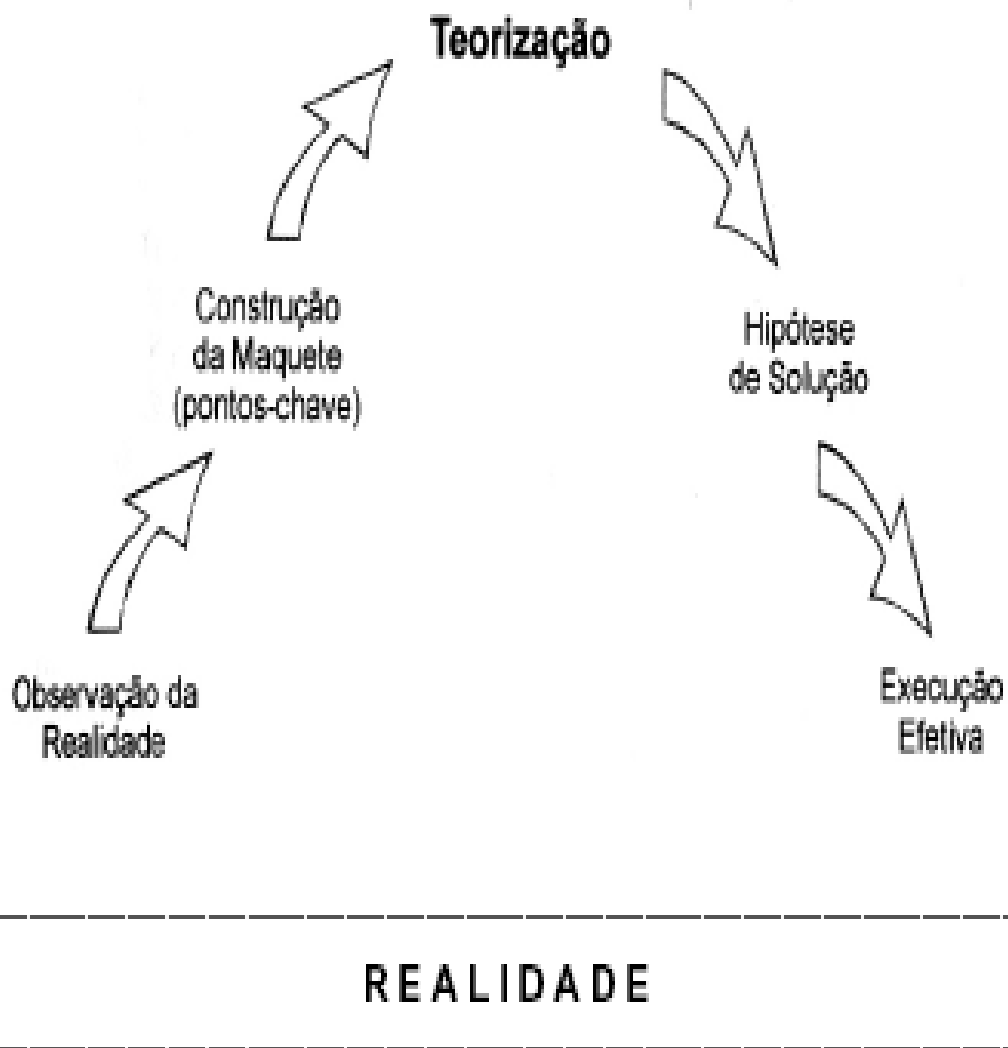 Teorização
Construção
da Maquete
(pontos-chave)
Hipótese
de Solução
Observação da
Realidade
Execução
Efetiva
REALIDADE